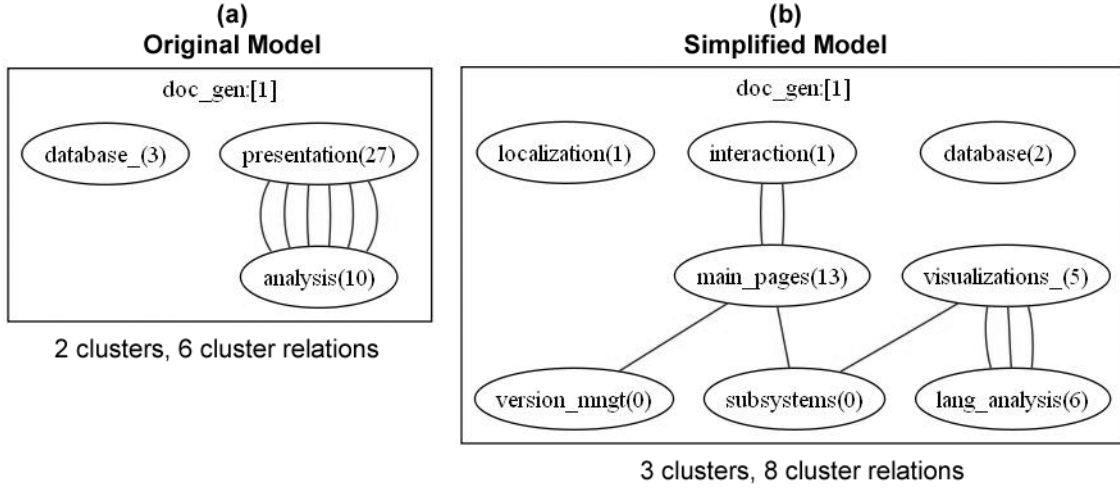 (a)
Original Model
doc_gen:[1]
database_(3)
presentation(27)
analysis(10)
2 clusters, 6 cluster relations
(b)
Simplified Model
doc_gen:[1]
localization(1)
interaction(1)
database(2)
main_pages(13)
visualizations_(5)
version_mngt(0)
subsystems(0)
lang_analysis(6)
3 clusters, 8 cluster relations